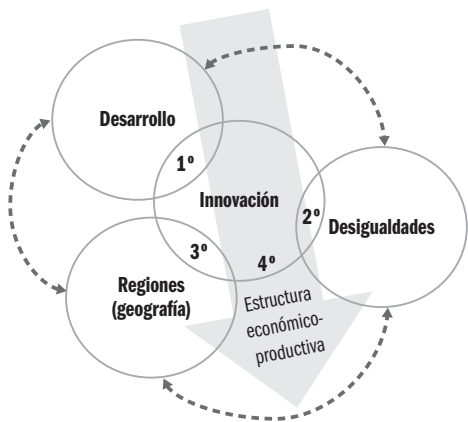 Desarrollo
1º
Innovación
2º
Desigualdades
3º
4º
Regiones
(geografía)
Estructura
económico-
productiva